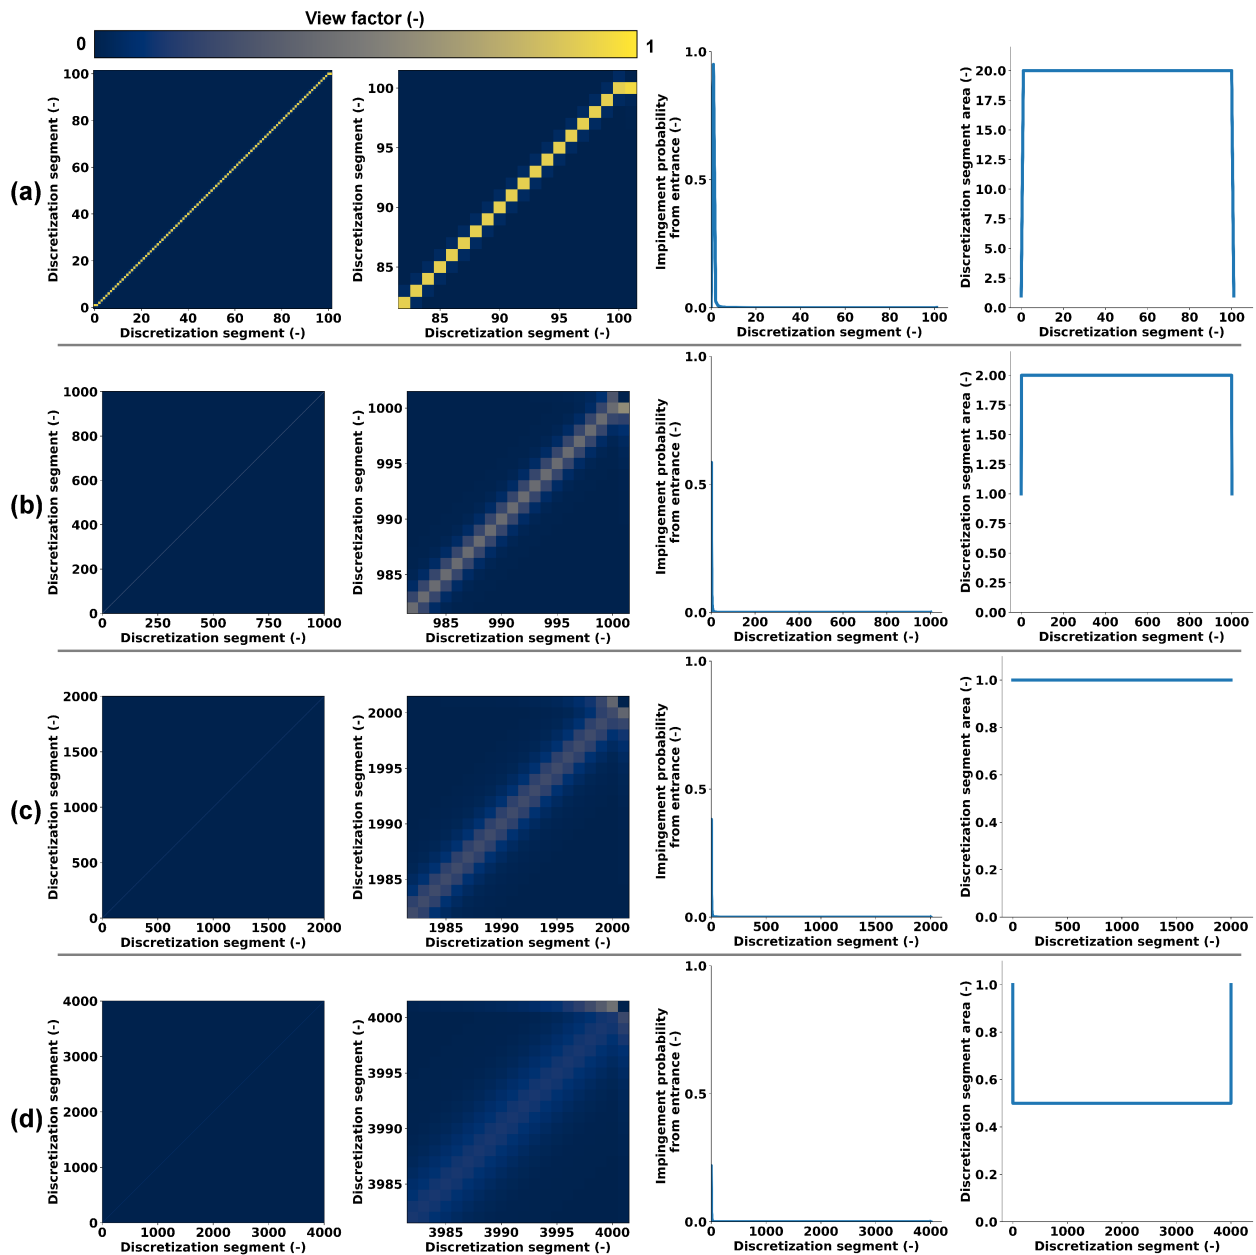 View factor (-)
0
1
(a)
Discretization segment (-)
100
80
60
40
20
0
0 20 40 60 80 100
Discretization segment (-)
Discretization segment (-)
100
95
90
85
85 90 95 100
Discretization segment (-)
Impingement probability
from entrance (-)
1.0
0.5
0.0
0 20 40 60 80 100
Discretization segment (-)
Discretization segment area (-)
20.0
17.5
15.0
12.5
10.0
7.5
5.0
2.5
0.0
0 20 40 60 80 100
Discretization segment (-)
(b)
Discretization segment (-)
1000
800
600
400
200
0
0 250 500 750 1000
Discretization segment (-)
Discretization segment (-)
1000
995
990
985
985 990 995 1000
Discretization segment (-)
Impingement probability
from entrance (-)
1.0
0.5
0.0
0 200 400 600 800 1000
Discretization segment (-)
Discretization segment area (-)
2.00
1.75
1.50
1.25
1.00
0.75
0.50
0.25
0.00
0 200 400 600 800 1000
Discretization segment (-)
(c)
Discretization segment (-)
2000
1500
1000
500
0
0 500 1000 1500 2000
Discretization segment (-)
Discretization segment (-)
2000
1995
1990
1985
1985 1990 1995 2000
Discretization segment (-)
Impingement probability
from entrance (-)
1.0
0.5
0.0
0 500 1000 1500 2000
Discretization segment (-)
Discretization segment area (-)
1.0
0.8
0.6
0.4
0.2
0.0
0 500 1000 1500 2000
Discretization segment (-)
(d)
Discretization segment (-)
4000
3000
2000
1000
0
0 1000 2000 3000 4000
Discretization segment (-)
Discretization segment (-)
4000
3995
3990
3985
3985 3990 3995 4000
Discretization segment (-)
Impingement probability
from entrance (-)
1.0
0.5
0.0
0 1000 2000 3000 4000
Discretization segment (-)
Discretization segment area (-)
1.0
0.8
0.6
0.4
0.2
0.0
0 1000 2000 3000 4000
Discretization segment (-)